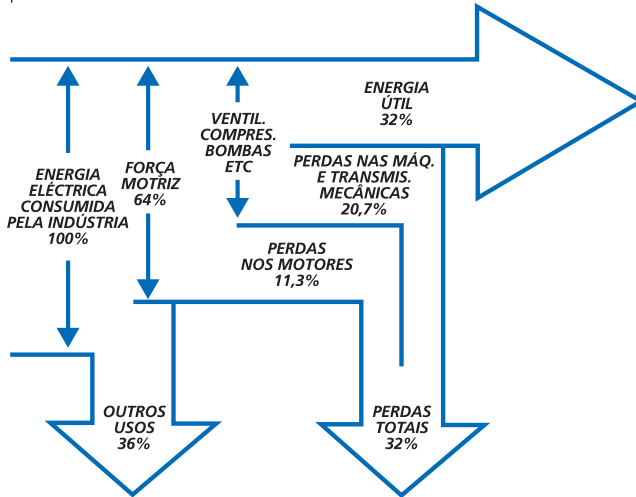 ENERGIA
ELÉCTRICA
CONSUMIDA
PELA INDÚSTRIA
100%
FORÇA
MOTRIZ
64%
VENTIL.
COMPRES.
BOMBAS
ETC
ENERGIA
ÚTIL
32%
PERDAS NAS MÁQ.
E TRANSMIS.
MECÂNICAS
20,7%
PERDAS
NOS MOTORES
11,3%
OUTROS
USOS
36%
PERDAS
TOTAIS
32%